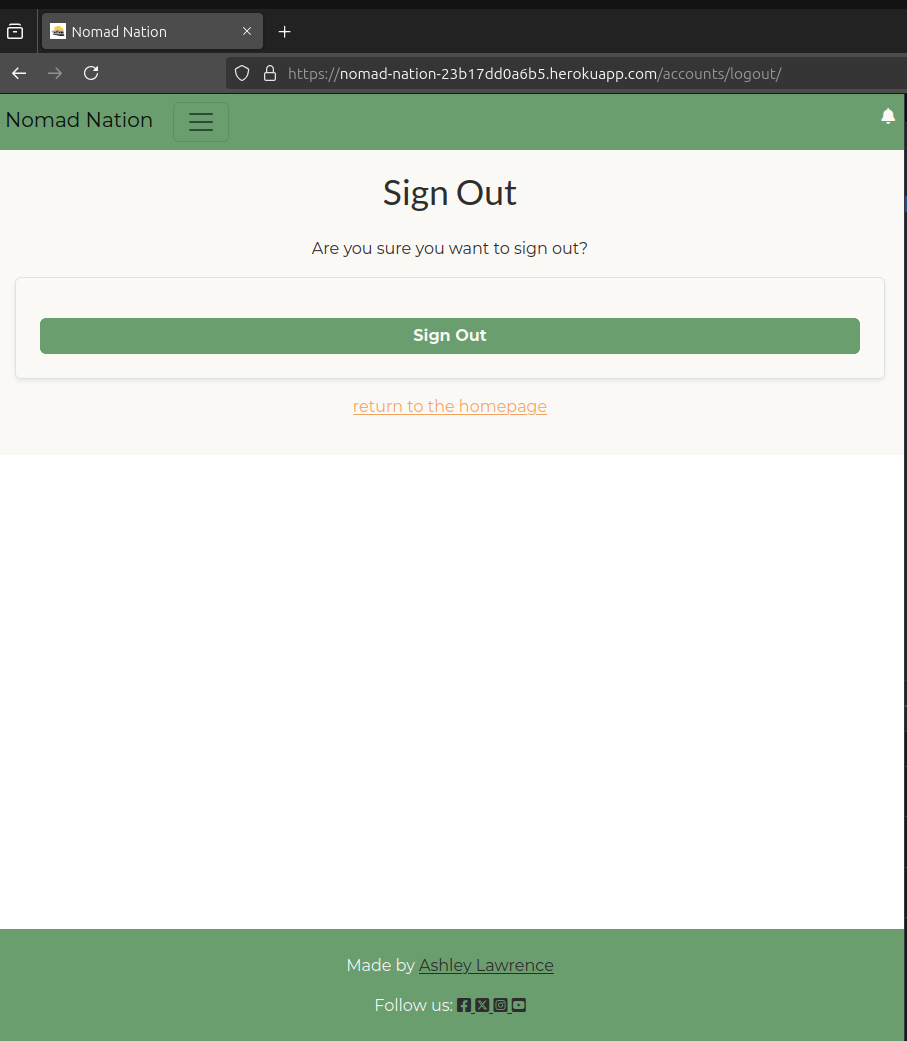 Nomad Nation
https://nomad-nation-23b17dd0a6b5.herokuapp.com/accounts/logout/
Nomad Nation
Sign Out
Are you sure you want to sign out?
Sign Out
return to the homepage
Made by Ashley Lawrence
Follow us: